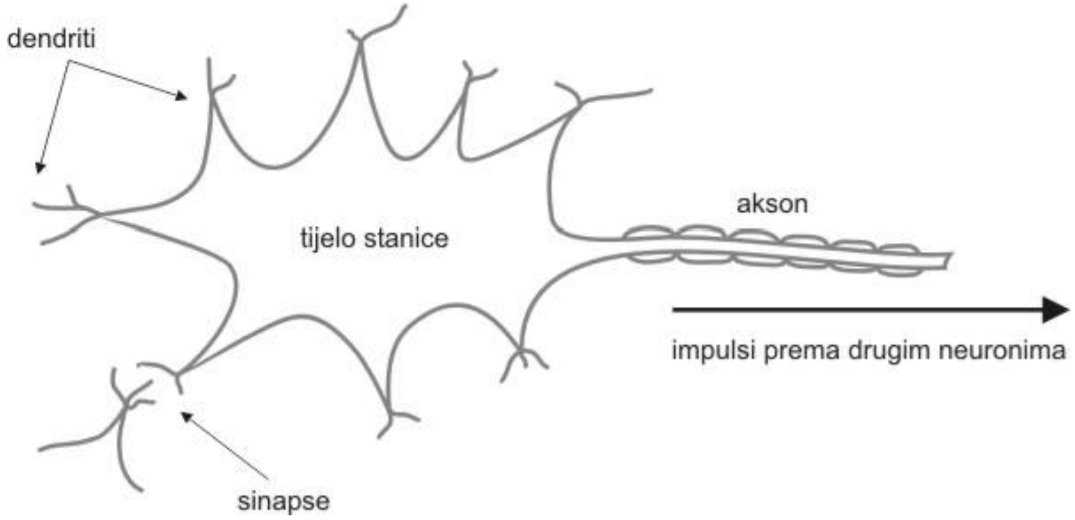 dendriti
akson
tijelo stanice
impulsi prema drugim neuronima
sinapse